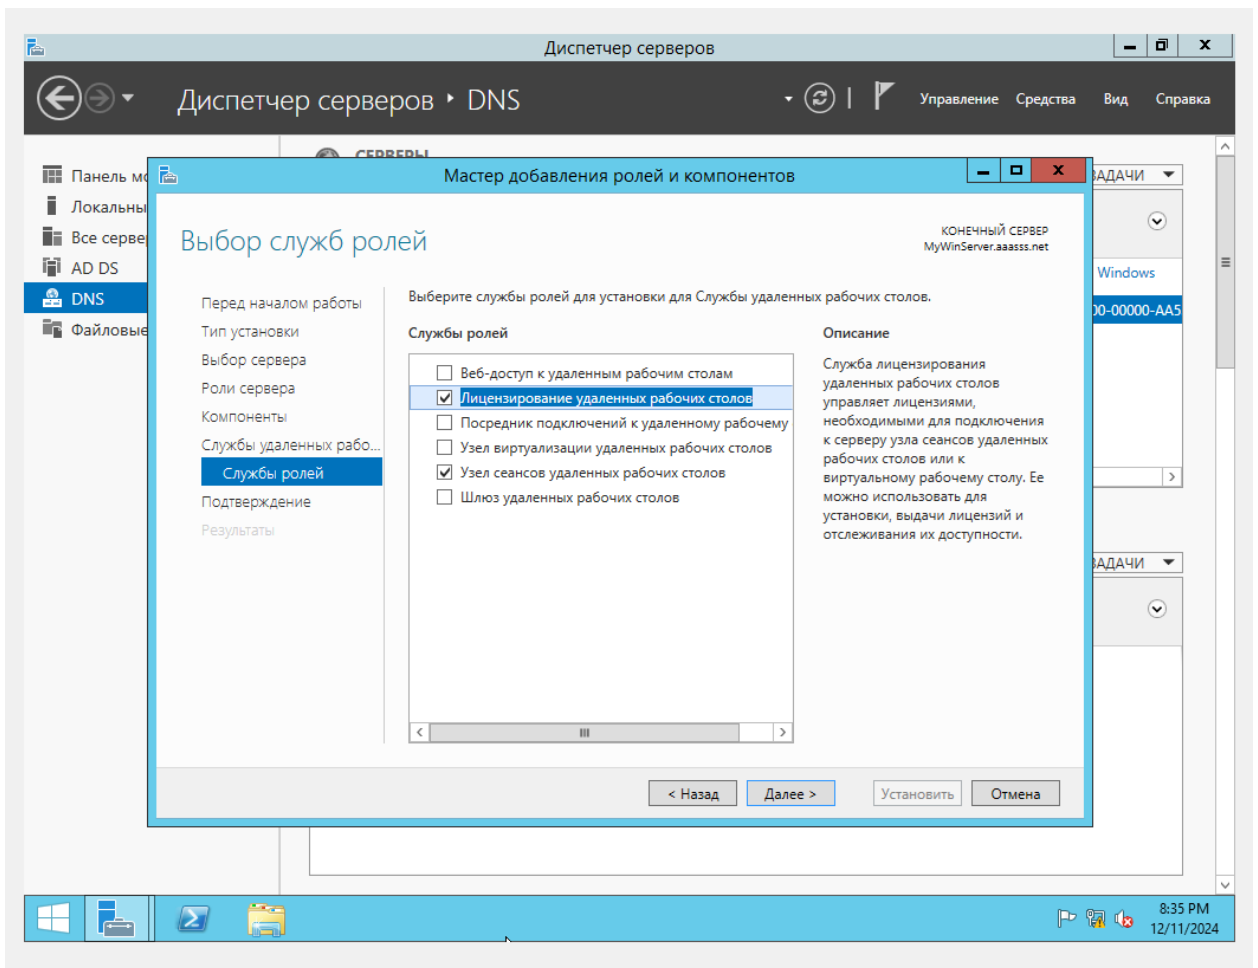 Диспетчер серверов
Диспетчер серверов • DNS
Управление Средства Вид Справка
СЕРВЕРЫ
Панель
Локальны
Все серве
AD DS
DNS
Файловые
ЗАДАЧИ
Windows
00-00000-AA5
ЗАДАЧИ
Мастер добавления ролей и компонентов
Выбор служб ролей
КОНЕЧНЫЙ СЕРВЕР
MyWinServer.aaasss.net
Перед началом работы
Тип установки
Выбор сервера
Роли сервера
Компоненты
Службы удаленных рабо...
Службы ролей
Подтверждение
Результаты
Выберите службы ролей для установки для Службы удаленных рабочих столов.
Службы ролей
Веб-доступ к удаленным рабочим столам
Лицензирование удаленных рабочих столов
Посредник подключений к удаленному рабочему
Узел виртуализации удаленных рабочих столов
Узел сеансов удаленных рабочих столов
Шлюз удаленных рабочих столов
Описание
Служба лицензирования
удаленных рабочих столов
управляет лицензиями,
необходимыми для подключения
к серверу узла сеансов удаленных
рабочих столов или к
виртуальному рабочему столу. Ее
можно использовать для
установки, выдачи лицензий и
отслеживания их доступности.
< Назад Далее > Установить Отмена
8:35 PM
12/11/2024